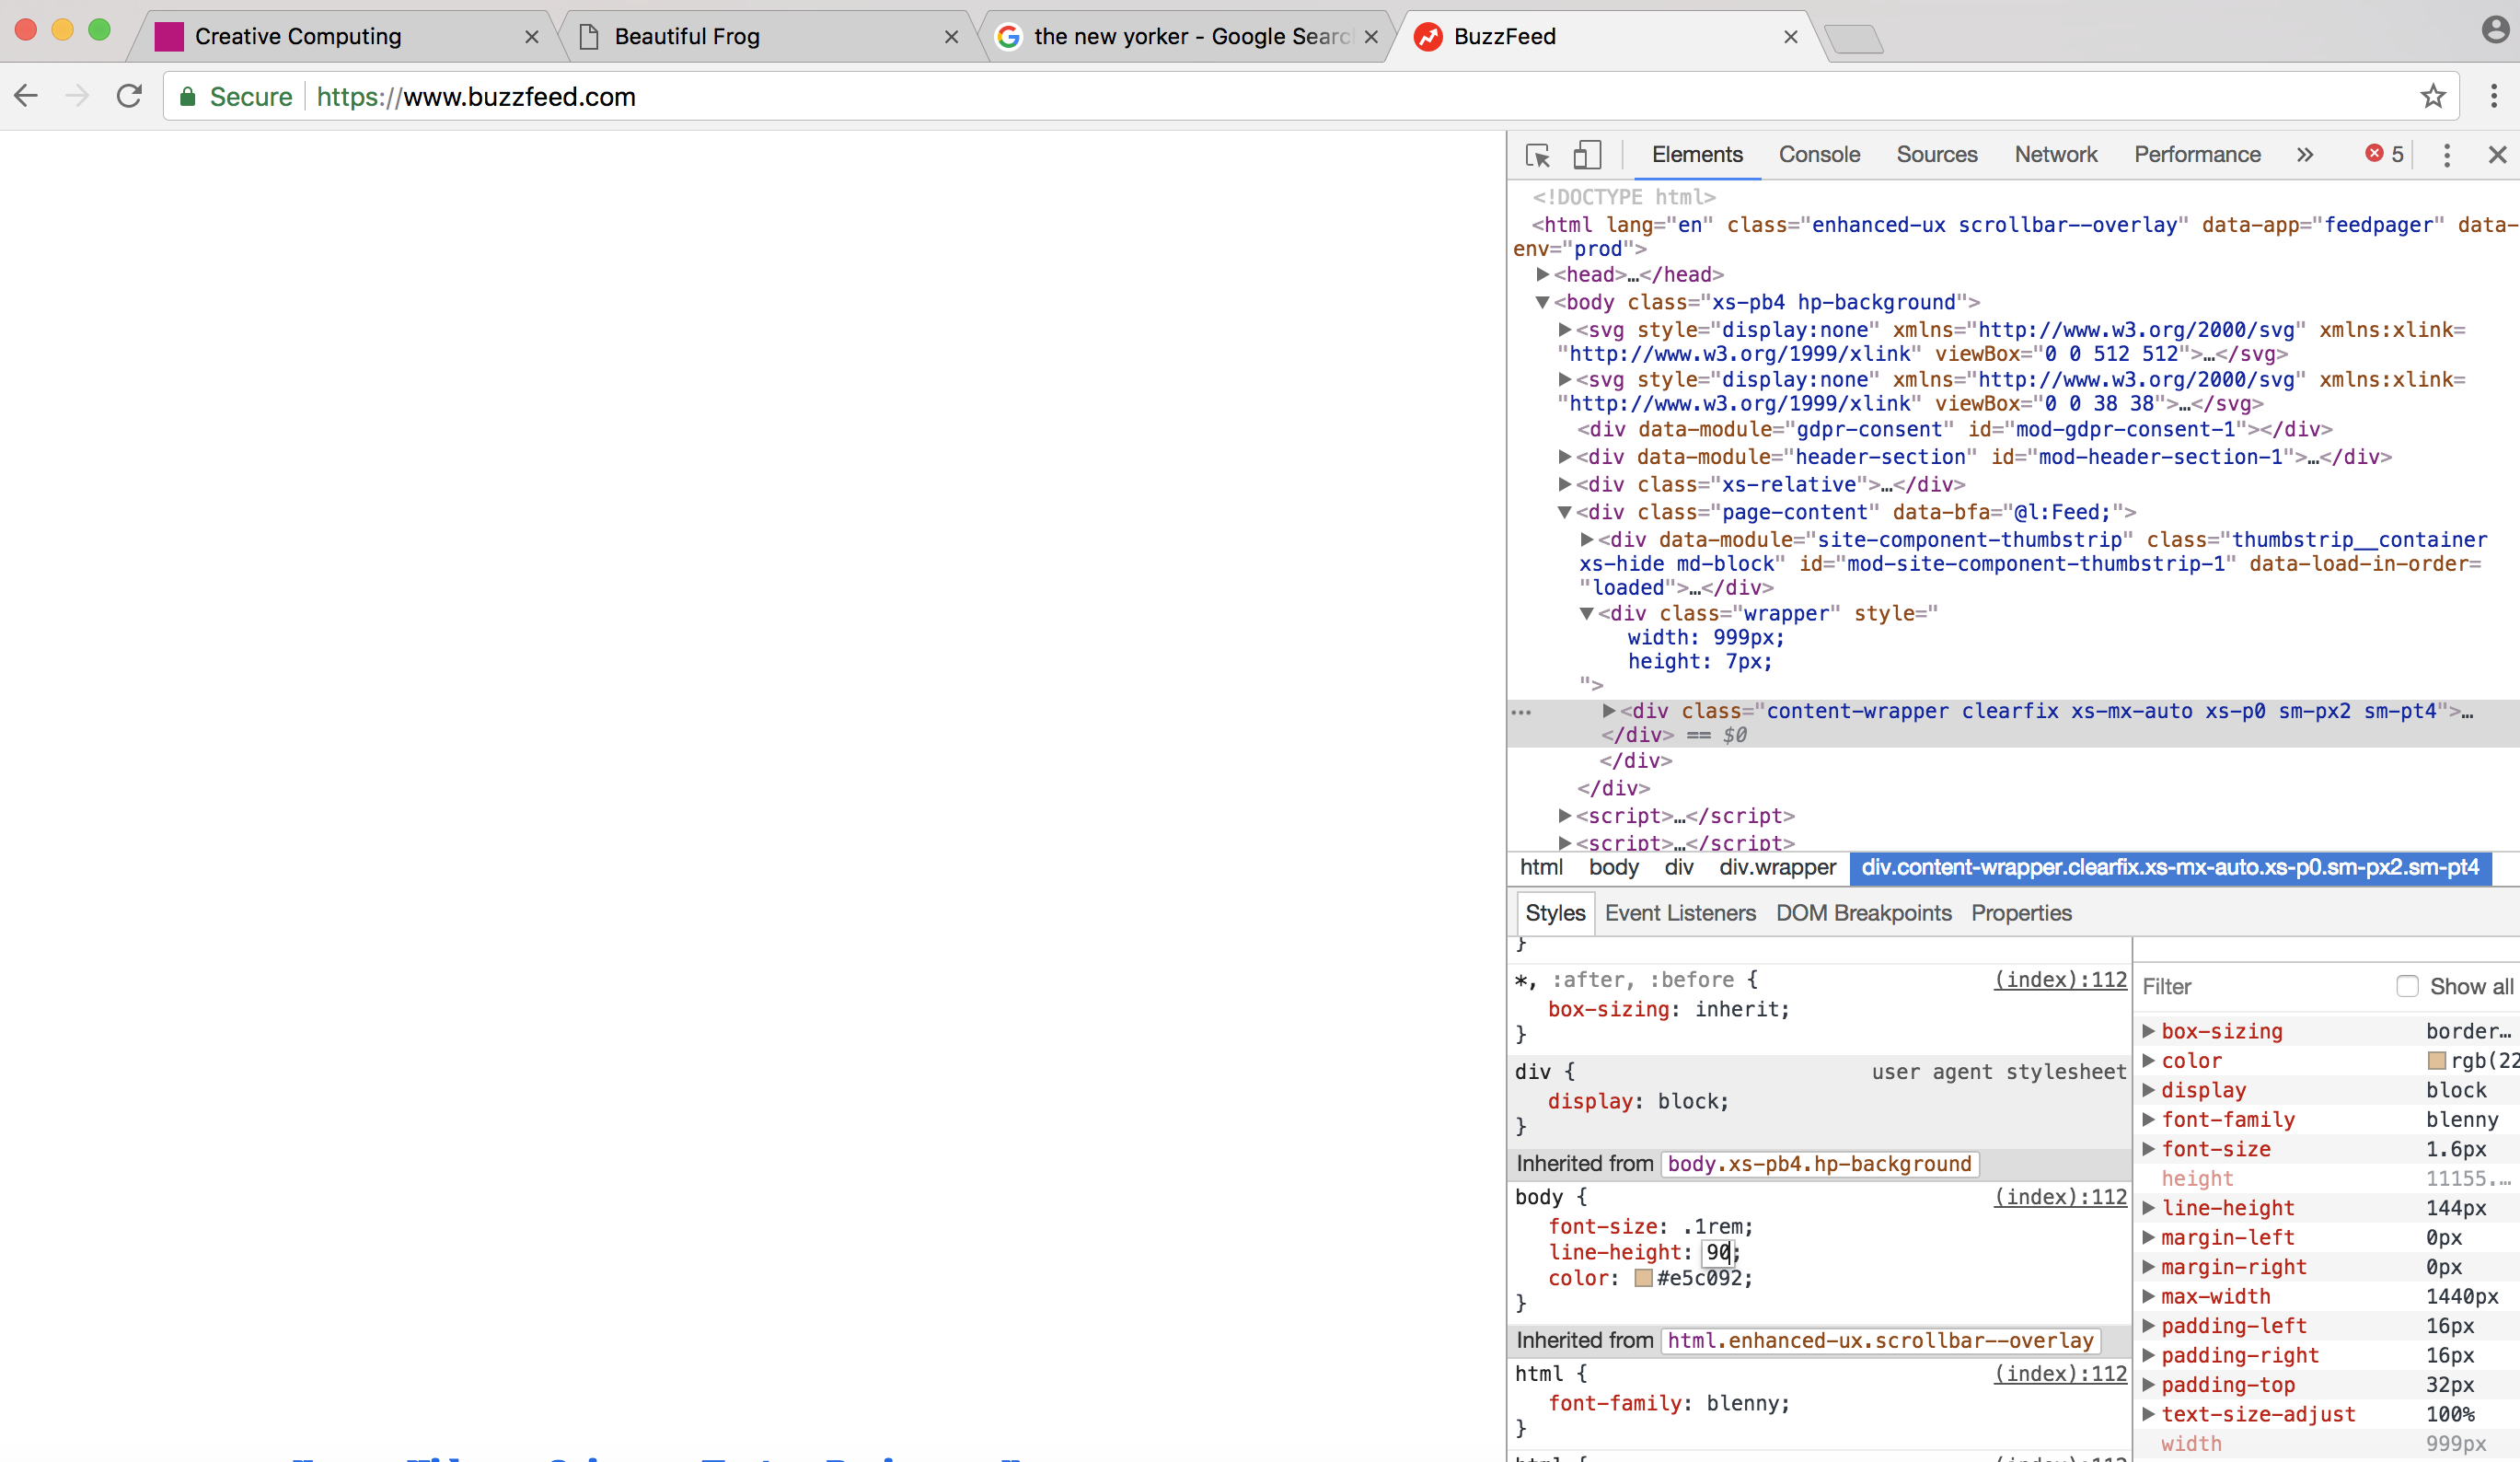 Creative Computing
Beautiful Frog
the new yorker - Google Searc
BuzzFeed
Secure
https://www.buzzfeed.com
Elements Console Sources Network Performance » 5
<!DOCTYPE html>
<html lang="en" class="enhanced-ux scrollbar--overlay" data-app="feedpager" data-
env="prod">
<head>…</head>
<body class="xs-pb4 hp-background">
<svg style="display:none" xmlns="http://www.w3.org/2000/svg" xmlns:xlink=
"http://www.w3.org/1999/xlink" viewBox="0 0 512 512">…</svg>
<svg style="display:none" xmlns="http://www.w3.org/2000/svg" xmlns:xlink=
"http://www.w3.org/1999/xlink" viewBox="0 0 38 38">…</svg>
<div data-module="gdpr-consent" id="mod-gdpr-consent-1"></div>
<div data-module="header-section" id="mod-header-section-1">…</div>
<div class="xs-relative">…</div>
<div class="page-content" data-bfa="@l:Feed;">
<div data-module="site-component-thumbstrip" class="thumbstrip__container
xs-hide md-block" id="mod-site-component-thumbstrip-1" data-load-in-order=
"loaded">…</div>
<div class="wrapper" style="
width: 999px;
height: 7px;
">
… <div class="content-wrapper clearfix xs-mx-auto xs-p0 sm-px2 sm-pt4">…
</div> == $0
</div>
</div>
<script>…</script>
<script>…</script>
html body div div.wrapper div.content-wrapper.clearfix.xs-mx-auto.xs-p0.sm-px2.sm-pt4
Styles Event Listeners DOM Breakpoints Properties
}
*, :after, :before { (index):112
box-sizing: inherit;
}
div { user agent stylesheet
display: block;
}
Inherited from body.xs-pb4.hp-background
body { (index):112
font-size: .1rem;
line-height: 90;
color: #e5c092;
}
Inherited from html.enhanced-ux.scrollbar--overlay
html { (index):112
font-family: blenny;
}
html { (index):112
Filter Show all
box-sizing border…
color rgb(22
display block
font-family blenny
font-size 1.6px
height 11155.…
line-height 144px
margin-left 0px
margin-right 0px
max-width 1440px
padding-left 16px
padding-right 16px
padding-top 32px
text-size-adjust 100%
width 999px